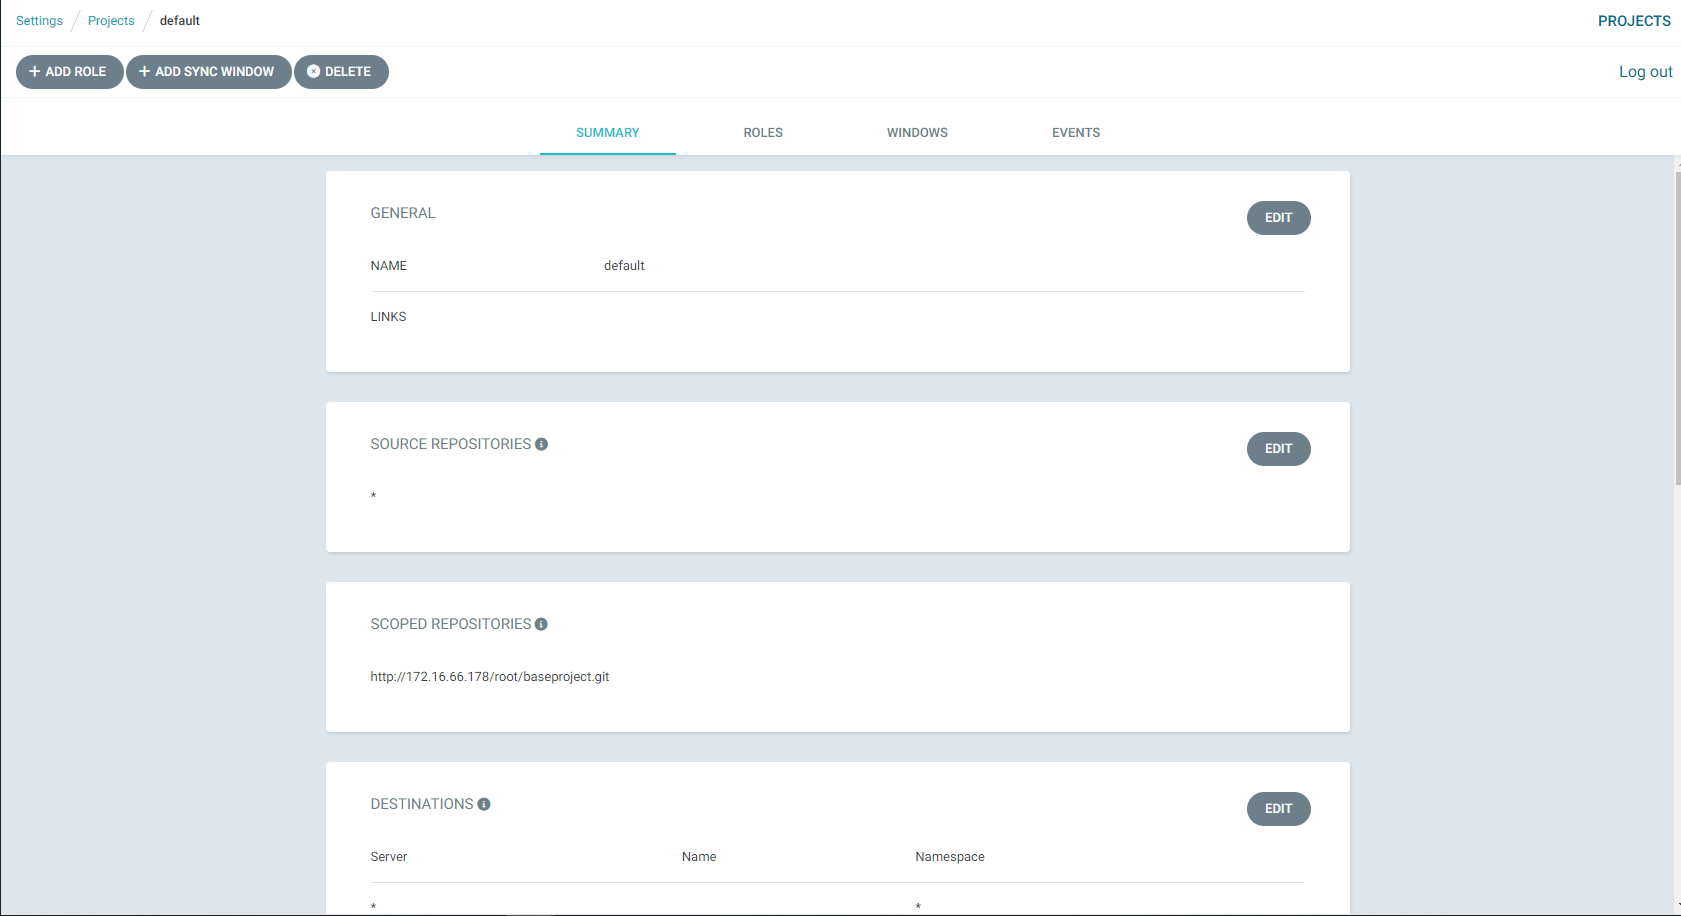 Settings / Projects / default
PROJECTS
+ ADD ROLE
+ ADD SYNC WINDOW
DELETE
Log out
SUMMARY
ROLES
WINDOWS
EVENTS
GENERAL
EDIT
NAME default
LINKS
SOURCE REPOSITORIES
EDIT
*
SCOPED REPOSITORIES
http://172.16.66.178/root/baseproject.git
DESTINATIONS
EDIT
Server Name Namespace
* *